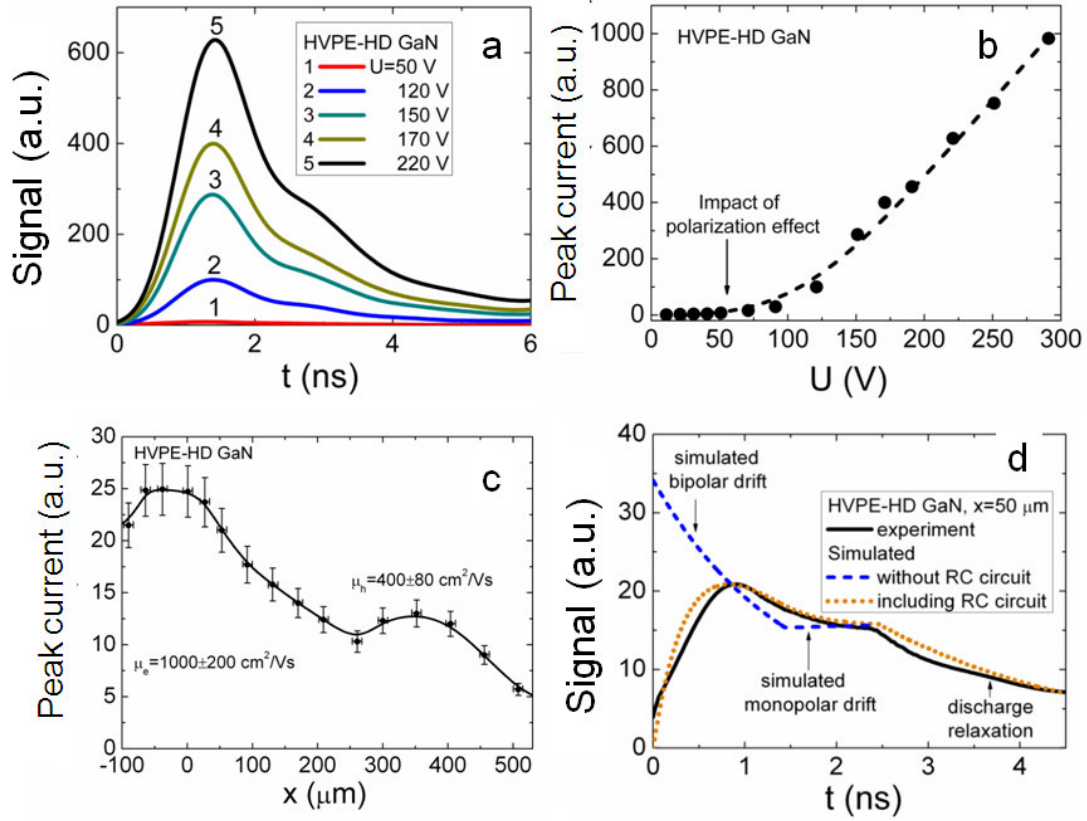 a
HVPE-HD GaN
1 U=50 V
2 120 V
3 150 V
4 170 V
5 220 V
5
4
3
2
1
Signal (a.u.)
600
400
200
0
0 2 4 6
t (ns)
b
HVPE-HD GaN
Impact of
polarization effect
Peak current (a.u.)
1000
800
600
400
200
0
0 50 100 150 200 250 300
U (V)
c
HVPE-HD GaN
μh=400±80 cm²/Vs
μe=1000±200 cm²/Vs
Peak current (a.u.)
30
25
20
15
10
5
0
-100 0 100 200 300 400 500
x (μm)
d
simulated
bipolar drift
HVPE-HD GaN, x=50 μm
experiment
Simulated
without RC circuit
including RC circuit
simulated
monopolar drift
discharge
relaxation
Signal (a.u.)
40
30
20
10
0
0 1 2 3 4
t (ns)